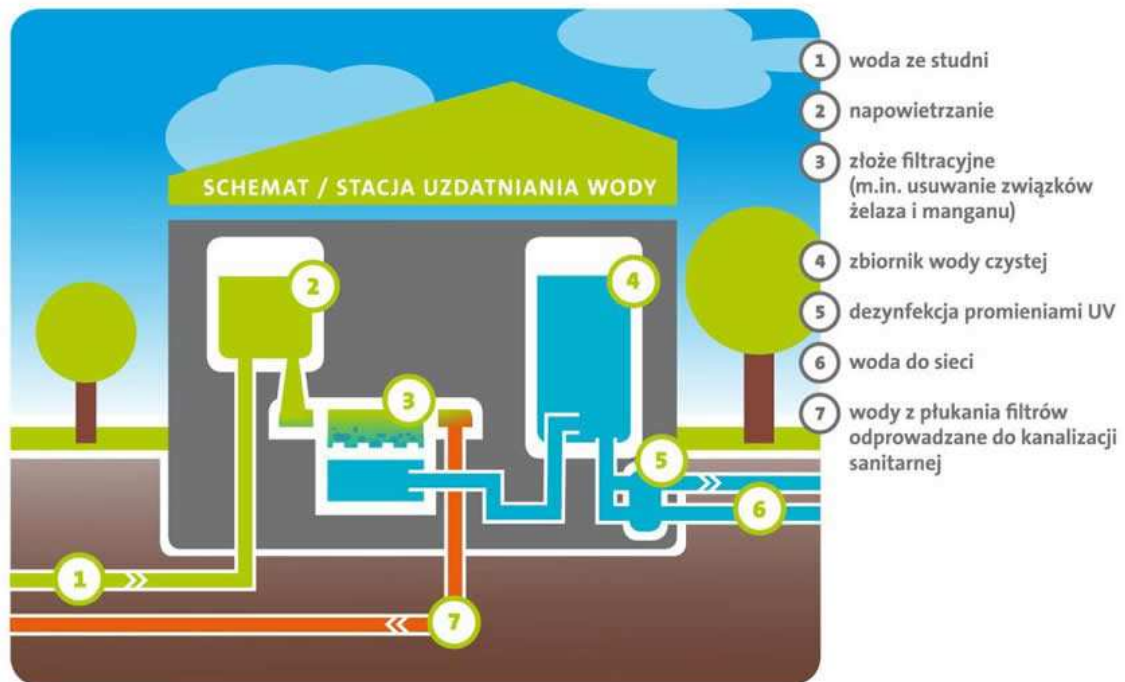 SCHEMAT / STACJA UZDATNIANIA WODY
1 woda ze studni
2 napowietrzanie
3 złoże filtracyjne
(m.in. usuwanie związków
żelaza i manganu)
4 zbiornik wody czystej
5 dezynfekcja promieniami UV
6 woda do sieci
7 wody z płukania filtrów
odprowadzane do kanalizacji
sanitarnej
2
4
3
5
6
1
7